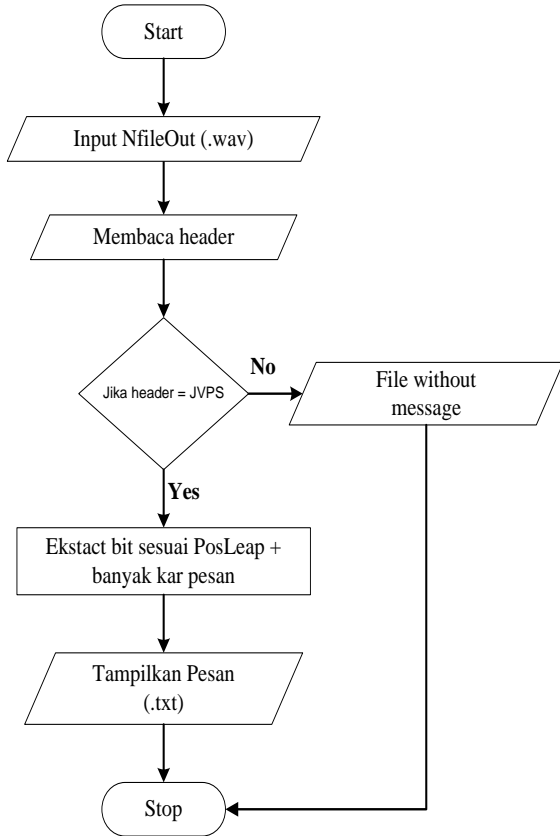 Start
Input NfileOut (.wav)
Membaca header
Jika header = JVPS
No
File without
message
Yes
Ekstact bit sesuai PosLeap +
banyak kar pesan
Tampilkan Pesan
(.txt)
Stop